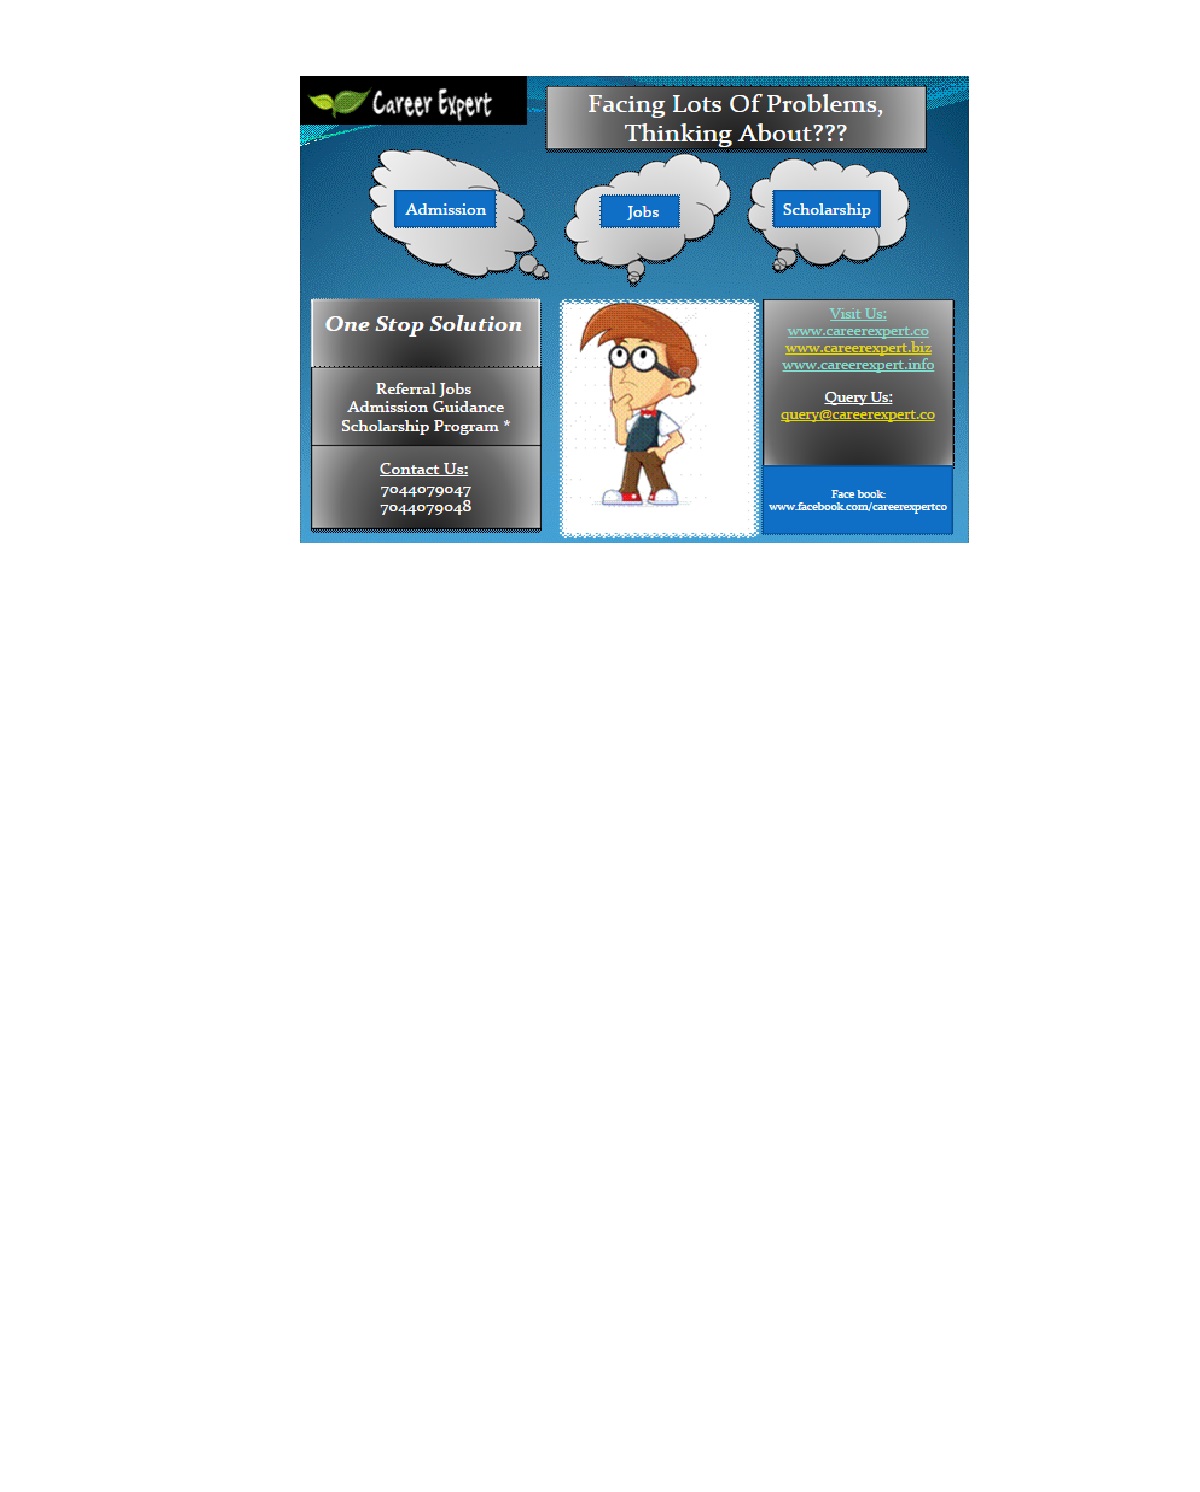 Career Expert
Facing Lots Of Problems,
Thinking About???
Admission
Jobs
Scholarship
One Stop Solution
Referral Jobs
Admission Guidance
Scholarship Program *
Contact Us:
7044079047
7044079048
Visit Us:
www.careerexpert.co
www.careerexpert.biz
www.careerexpert.info
Query Us:
query@careerexpert.co
Face book:
www.facebook.com/careerexpertco